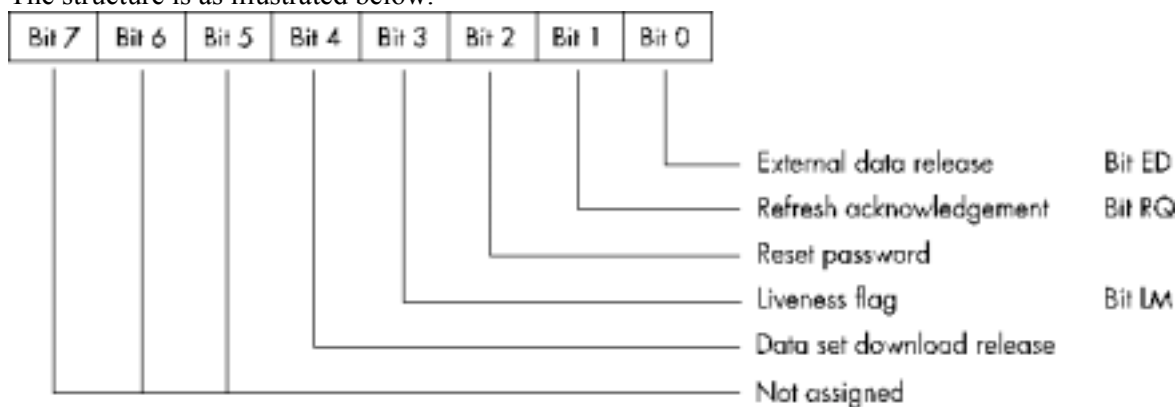 The structure is as illustrated below:
Bit 7 Bit 6 Bit 5 Bit 4 Bit 3 Bit 2 Bit 1 Bit 0
External data release Bit ED
Refresh acknowledgement Bit RQ
Reset password
Liveness flag Bit LM
Data set download release
Not assigned